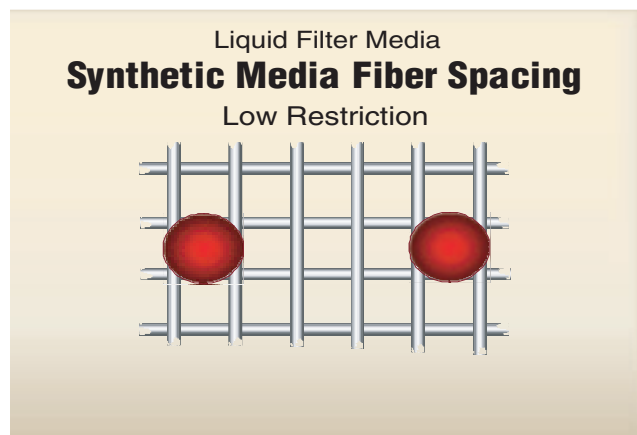 Liquid Filter Media
Synthetic Media Fiber Spacing
Low Restriction